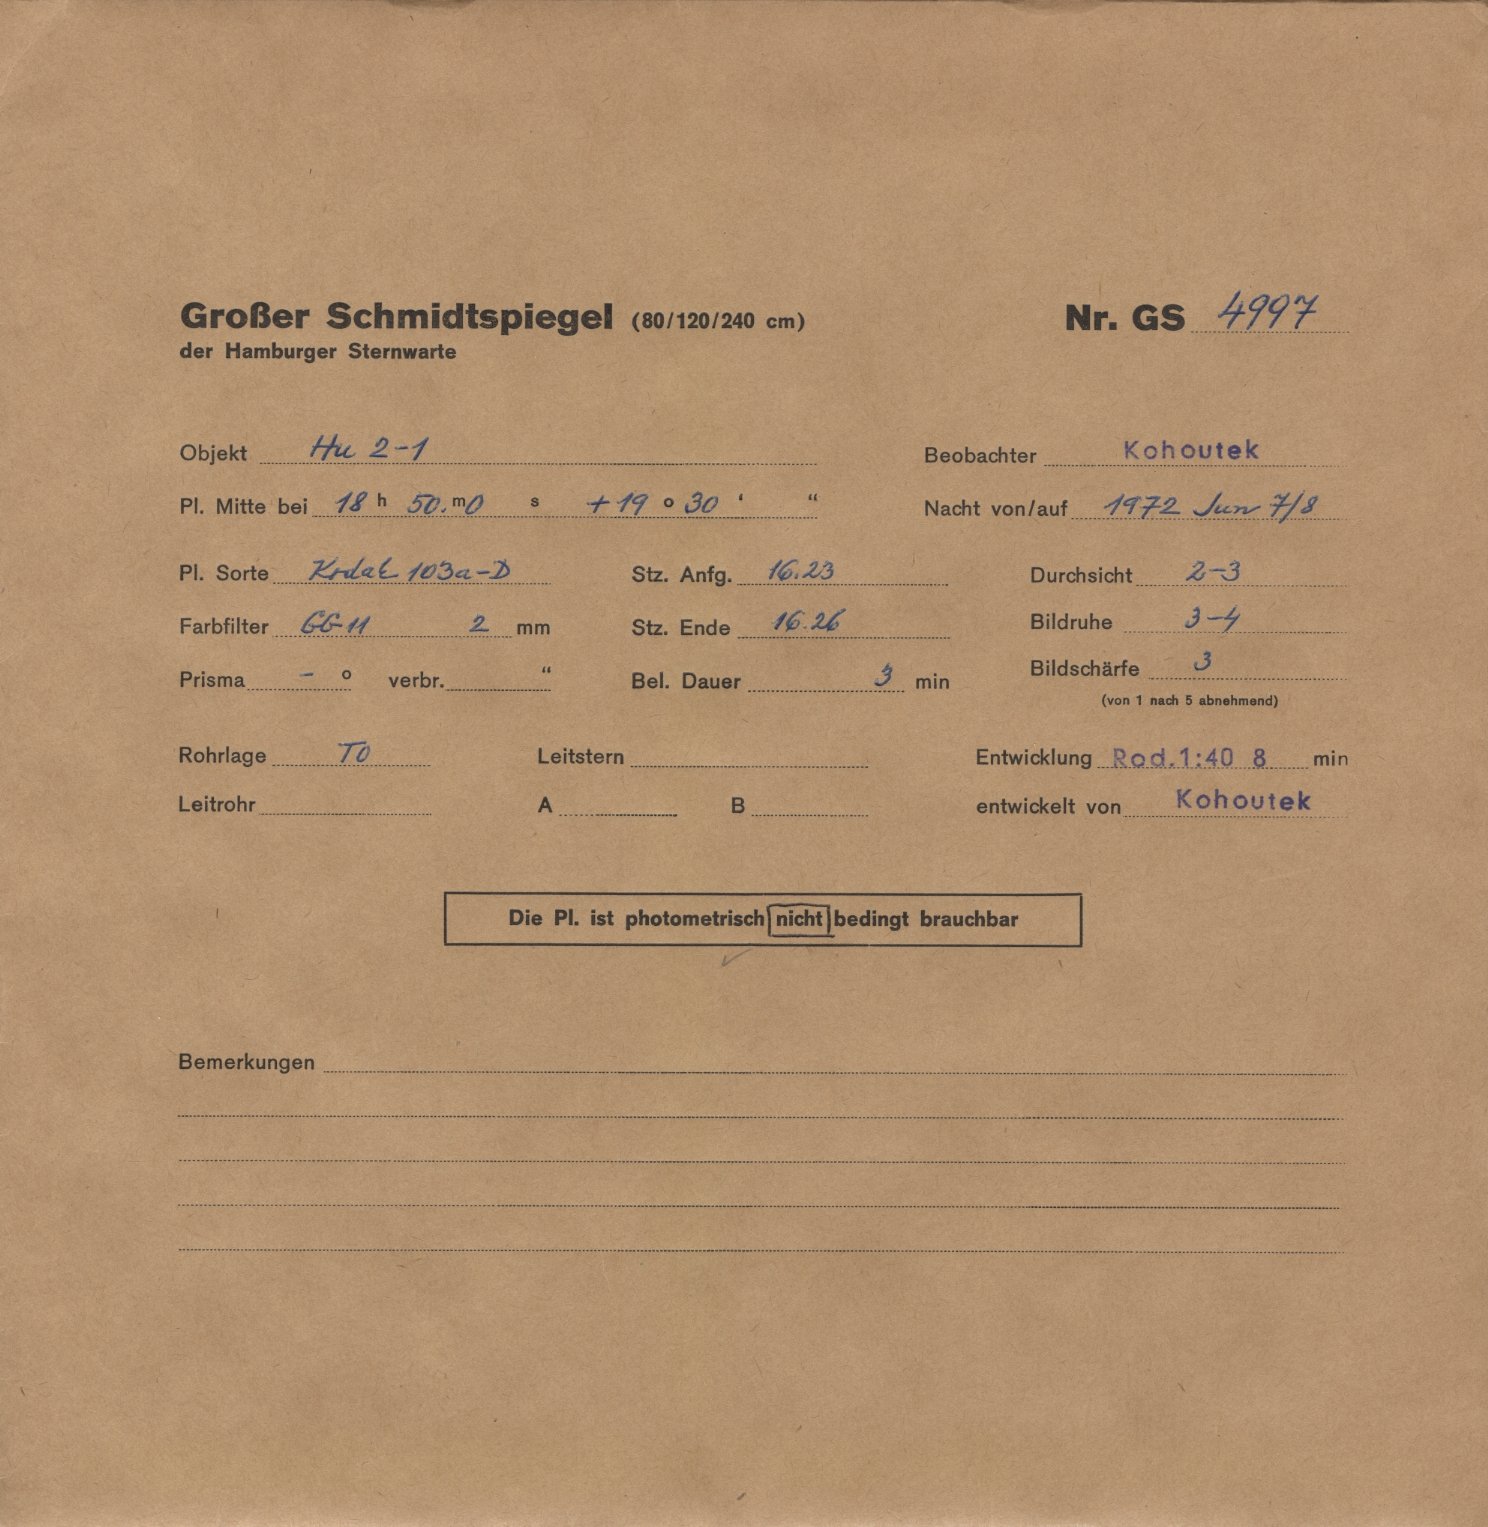 Großer Schmidtspiegel (80/120/240 cm) Nr. GS 4997
der Hamburger Sternwarte
Objekt Hu 2-1 Beobachter Kohoutek
Pl. Mitte bei 18 h 50. m 0 s +19 o 30 ' " Nacht von/auf 1972 Jun 7/8
Pl. Sorte Kodak 103a-D Stz. Anfg. 16.23 Durchsicht 2-3
Farbfilter GG 11 2 mm Stz. Ende 16.26 Bildruhe 3-4
Prisma - o verbr. " Bel. Dauer 3 min Bildschärfe 3
(von 1 nach 5 abnehmend)
Rohrlage TO Leitstern Entwicklung Rod.1:40 8 min
Leitrohr A B entwickelt von Kohoutek
Die Pl. ist photometrisch nicht bedingt brauchbar
Bemerkungen